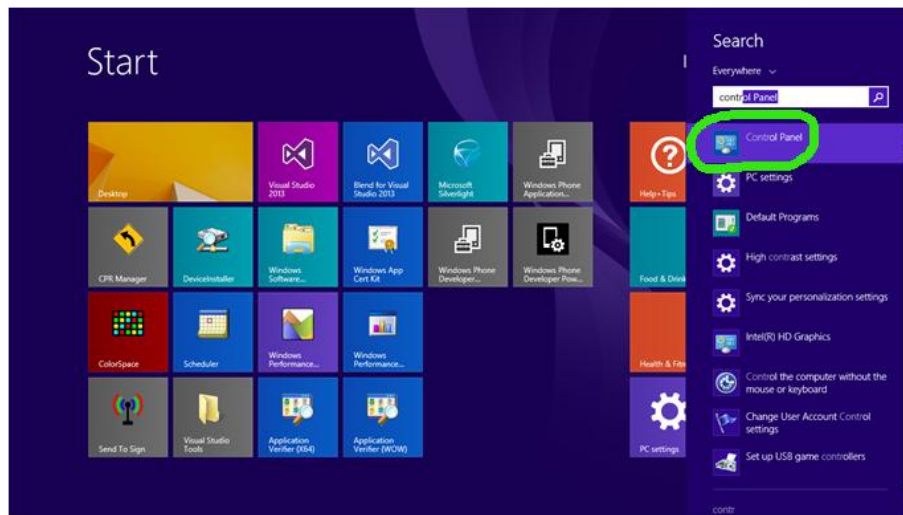 Start
Desktop
Visual Studio
2013
Blend for Visual
Studio 2013
Microsoft
Silverlight
Windows Phone
Application...
Help+Tips
CPR Manager
DeviceInstaller
Windows
Software...
Windows App
Cert Kit
Windows Phone
Developer...
Windows Phone
Developer Pow...
Food & Drink
ColorSpace
Scheduler
Windows
Performance...
Windows
Performance...
Health & Fitn
Send To Sign
Visual Studio
Tools
Application
Verifier (X64)
Application
Verifier (WOW)
PC settings
Search
Everywhere
control Panel
Control Panel
PC settings
Default Programs
High contrast settings
Sync your personalization settings
Intel(R) HD Graphics
Control the computer without the
mouse or keyboard
Change User Account Control
settings
Set up USB game controllers
contr